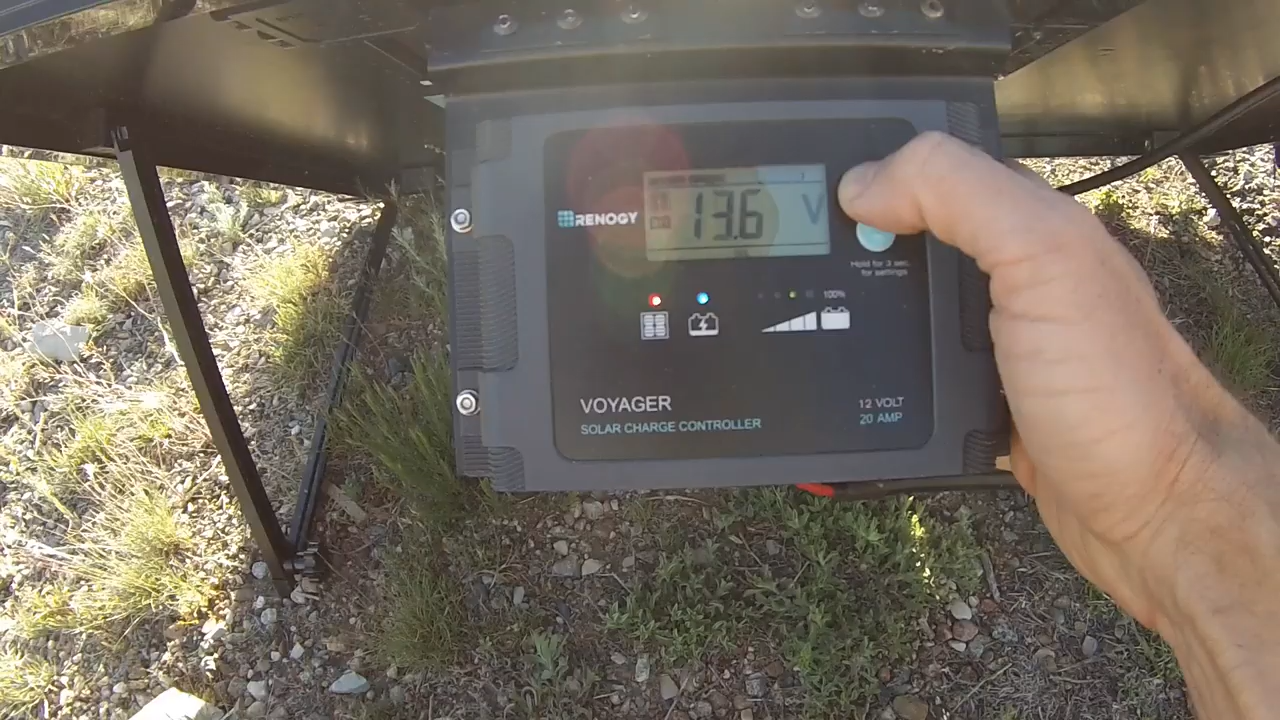 RENOGY
13.6 V
Hold for 3 sec.
for settings
100%
VOYAGER
SOLAR CHARGE CONTROLLER
12 VOLT
20 AMP